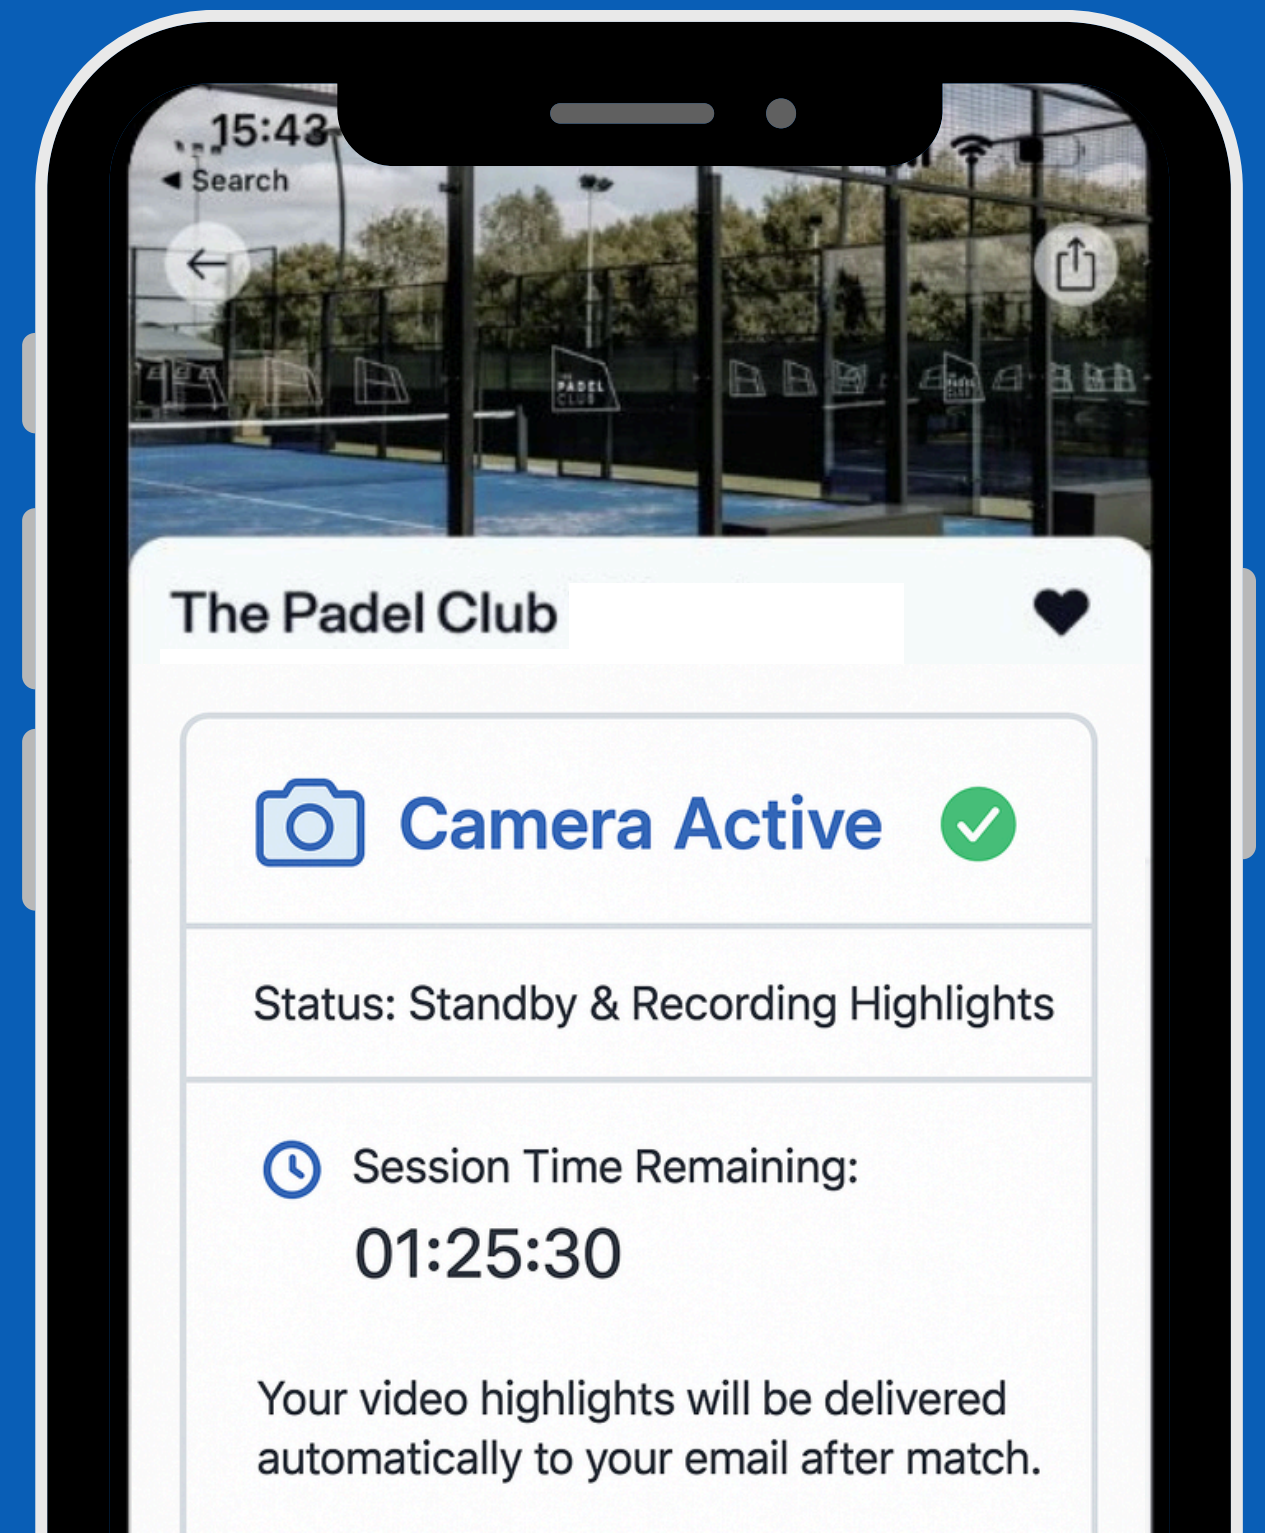 15:43
◀ Search
THE PADEL CLUB
The Padel Club
Camera Active
Status: Standby & Recording Highlights
Session Time Remaining:
01:25:30
Your video highlights will be delivered
automatically to your email after match.